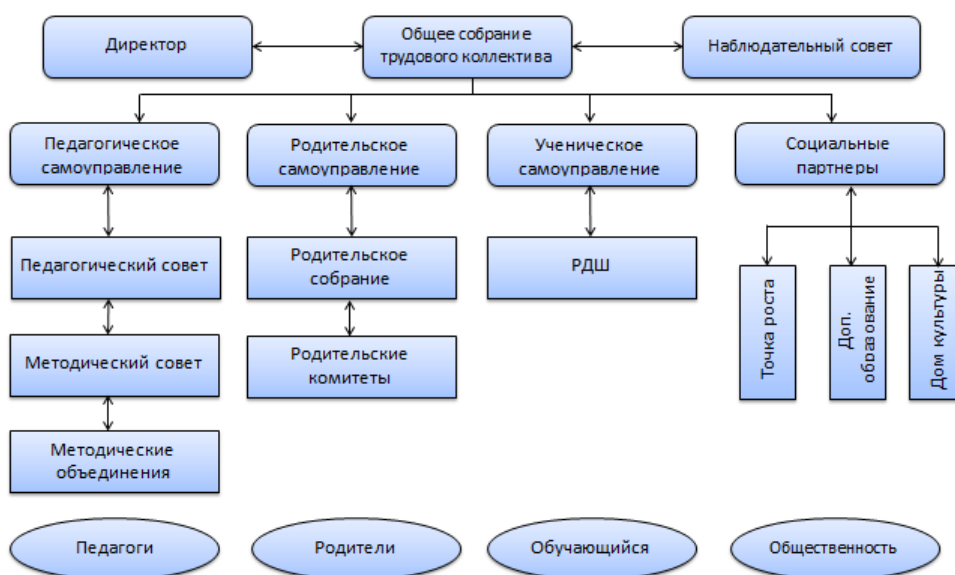 Директор
Общее собрание
трудового коллектива
Наблюдательный совет
Педагогическое
самоуправление
Родительское
самоуправление
Ученическое
самоуправление
Социальные
партнеры
Педагогический совет
Родительское
собрание
РДШ
Точка роста
Доп.
образование
Дом культуры
Методический совет
Родительские
комитеты
Методические
объединения
Педагоги
Родители
Обучающийся
Общественность